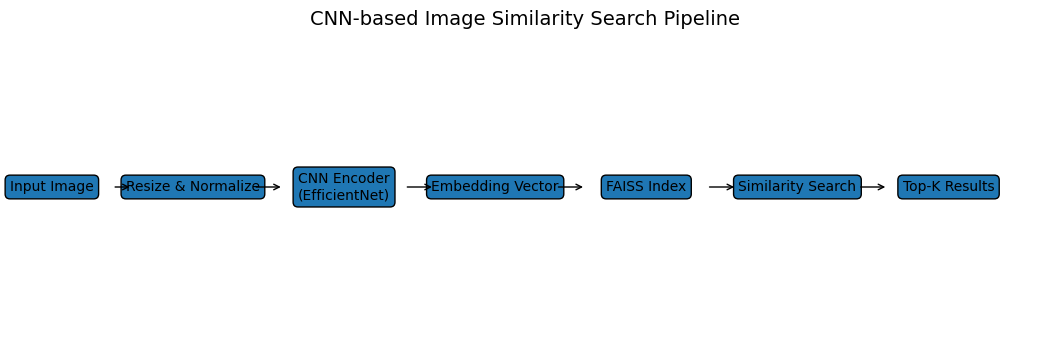 CNN-based Image Similarity Search Pipeline
Input Image
Resize & Normalize
CNN Encoder
(EfficientNet)
Embedding Vector
FAISS Index
Similarity Search
Top-K Results